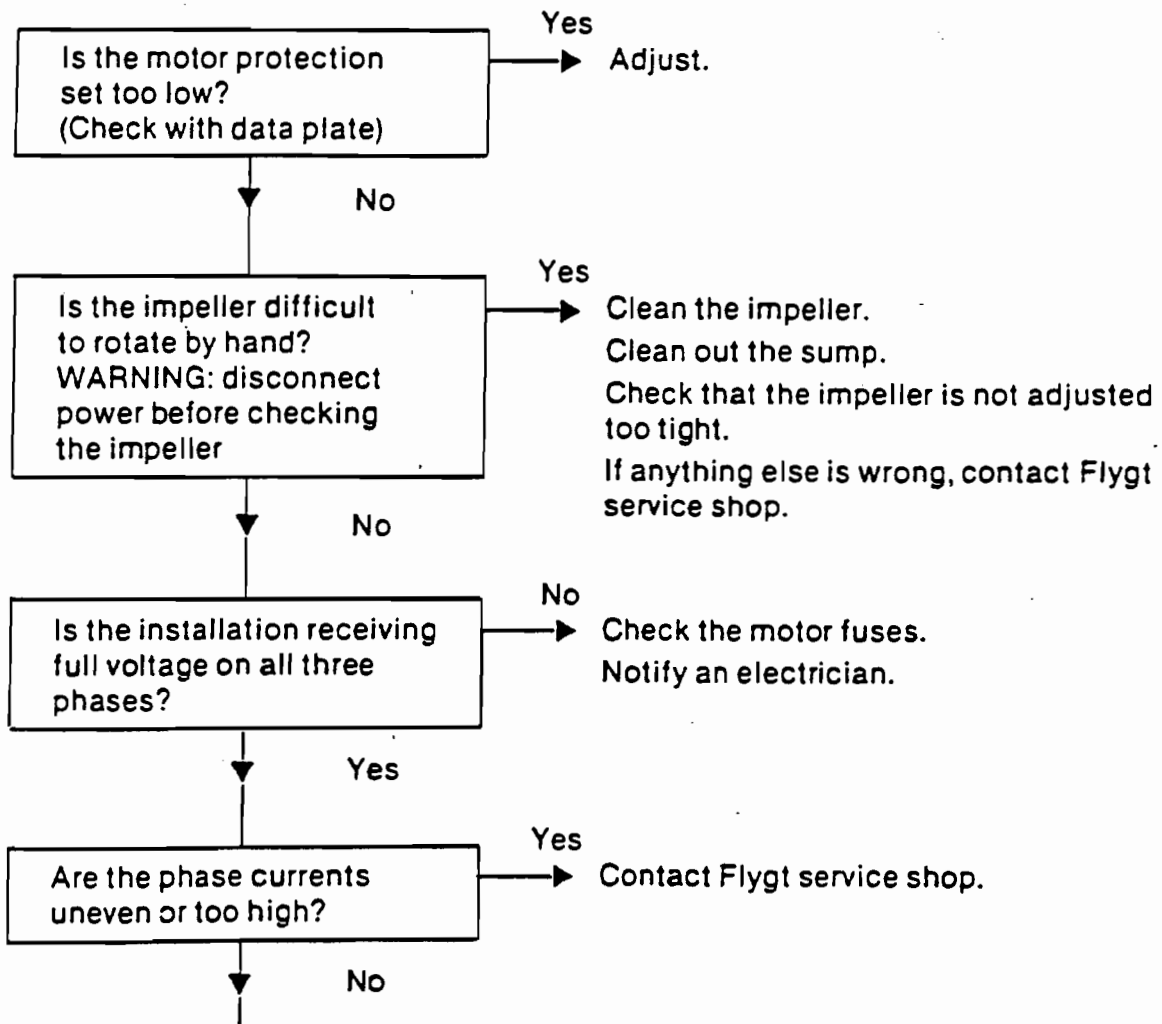 Is the motor protection
set too low?
(Check with data plate)
Yes
Adjust.
No
Is the impeller difficult
to rotate by hand?
WARNING: disconnect
power before checking
the impeller
Yes
Clean the impeller.
Clean out the sump.
Check that the impeller is not adjusted
too tight.
If anything else is wrong, contact Flygt
service shop.
No
Is the installation receiving
full voltage on all three
phases?
No
Check the motor fuses.
Notify an electrician.
Yes
Are the phase currents
uneven or too high?
Yes
Contact Flygt service shop.
No